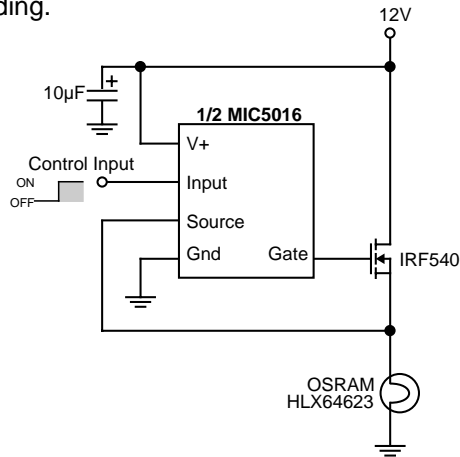 ding.
12V
10µF
+
1/2 MIC5016
V+
Control Input
ON
OFF
Input
Source
Gnd
Gate
IRF540
OSRAM
HLX64623